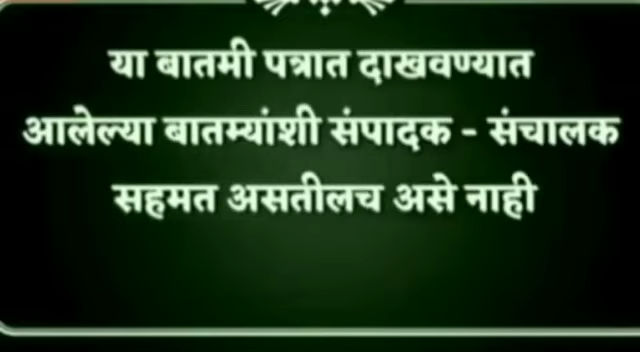 या बातमी पत्रात दाखवण्यात
आलेल्या बातम्यांशी संपादक - संचालक
सहमत असतीलच असे नाही